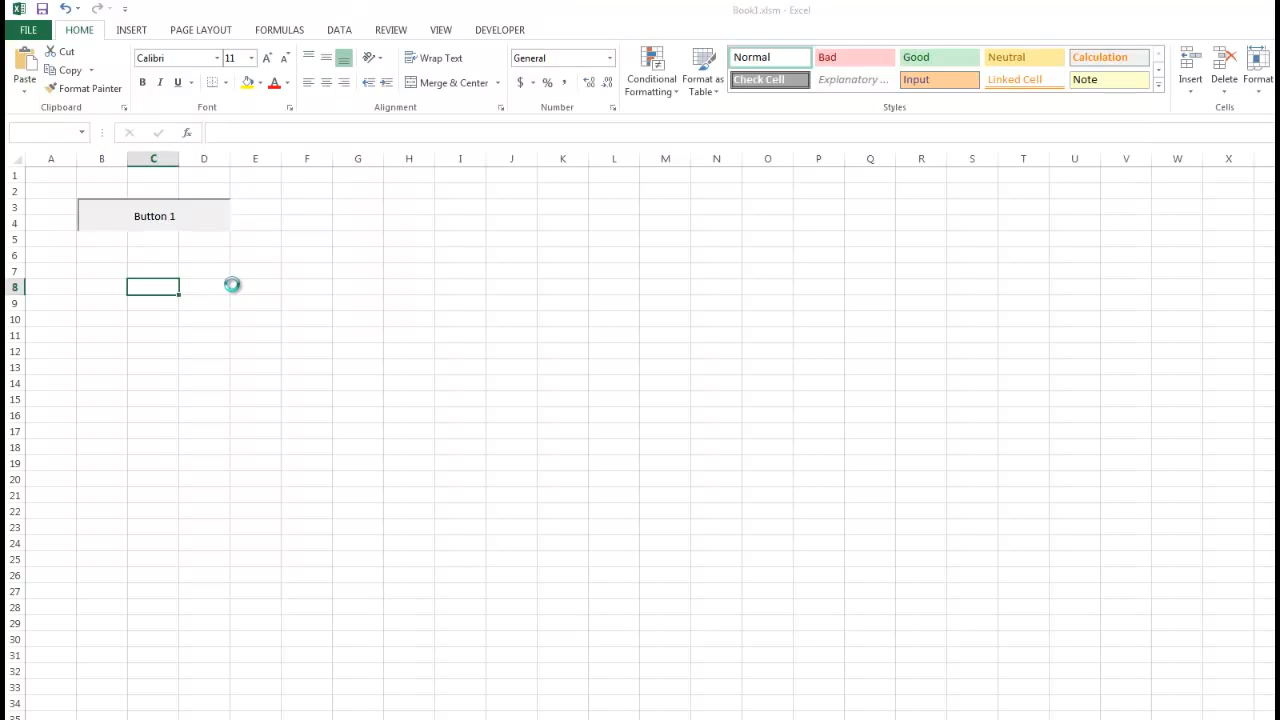 Book1.xlsm - Excel
FILE HOME INSERT PAGE LAYOUT FORMULAS DATA REVIEW VIEW DEVELOPER
Paste
Cut
Copy
Format Painter
Clipboard
Calibri 11
B I U A
Font
Wrap Text
Merge & Center
Alignment
General
$ % ,
Number
Conditional Formatting
Format as Table
Normal Bad Good Neutral Calculation
Check Cell Explanatory ... Input Linked Cell Note
Styles
Insert Delete Format
Cells
fx
A B C D E F G H I J K L M N O P Q R S T U V W X
1
2
3
4
5
6
7
8
9
10
11
12
13
14
15
16
17
18
19
20
21
22
23
24
25
26
27
28
29
30
31
32
33
34
35
Button 1